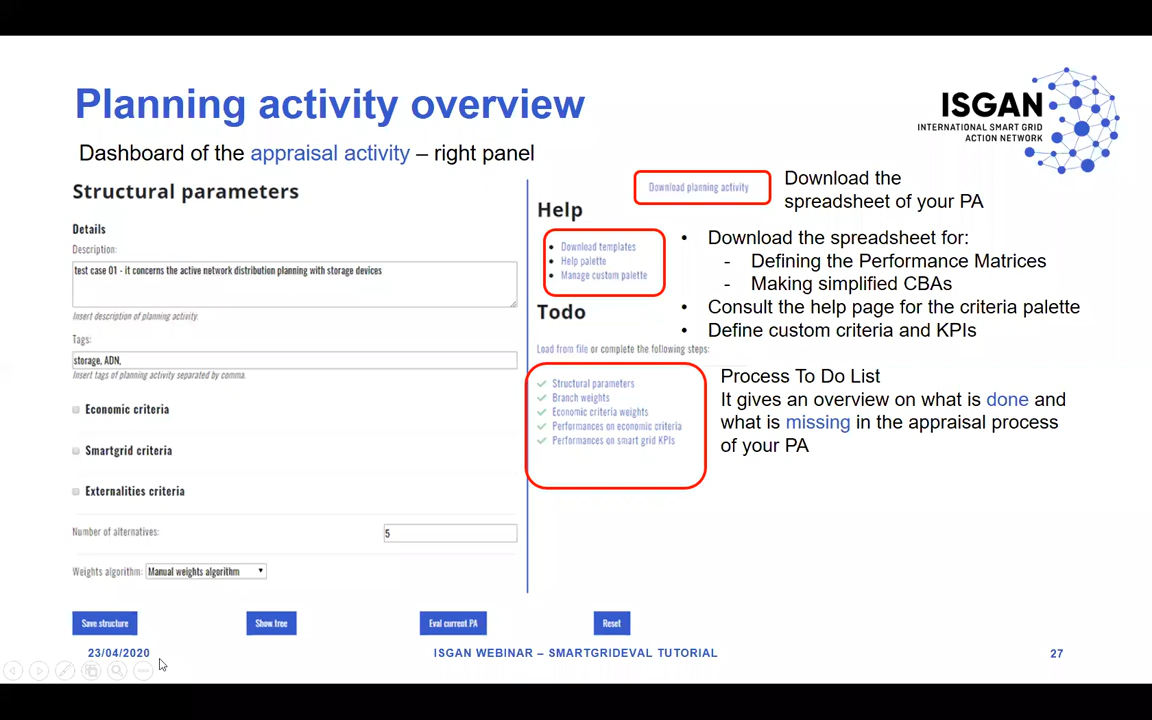 Planning activity overview
ISGAN
INTERNATIONAL SMART GRID
ACTION NETWORK
Dashboard of the appraisal activity – right panel
Structural parameters
Details
Description:
test case 01 - it concerns the active network distribution planning with storage devices
Insert description of planning activity.
Tags:
storage, ADN,
Insert tags of planning activity separated by comma.
Economic criteria
Smartgrid criteria
Externalities criteria
Number of alternatives:
5
Weights algorithm: Manual weights algorithm
Save structure
Show tree
Eval current PA
Reset
Download planning activity
Download the
spreadsheet of your PA
Help
• Download templates
• Help palette
• Manage custom palette
• Download the spreadsheet for:
- Defining the Performance Matrices
- Making simplified CBAs
• Consult the help page for the criteria palette
• Define custom criteria and KPIs
Todo
Load from file or complete the following steps:
Structural parameters
Branch weights
Economic criteria weights
Performances on economic criteria
Performances on smart grid KPIs
Process To Do List
It gives an overview on what is done and
what is missing in the appraisal process
of your PA
23/04/2020
ISGAN WEBINAR – SMARTGRIDEVAL TUTORIAL
27